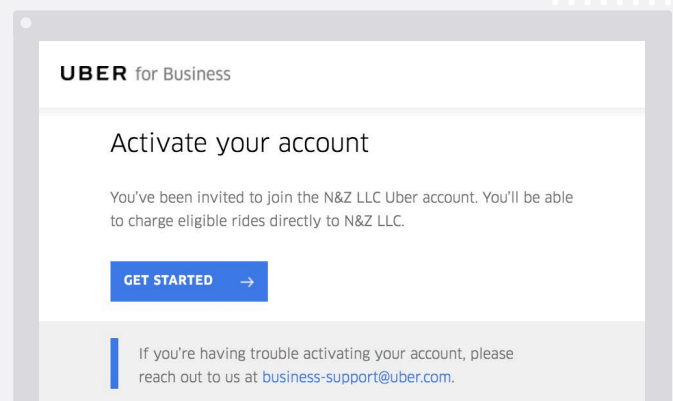 UBER for Business
Activate your account
You've been invited to join the N&Z LLC Uber account. You'll be able
to charge eligible rides directly to N&Z LLC.
GET STARTED →
If you're having trouble activating your account, please
reach out to us at business-support@uber.com.